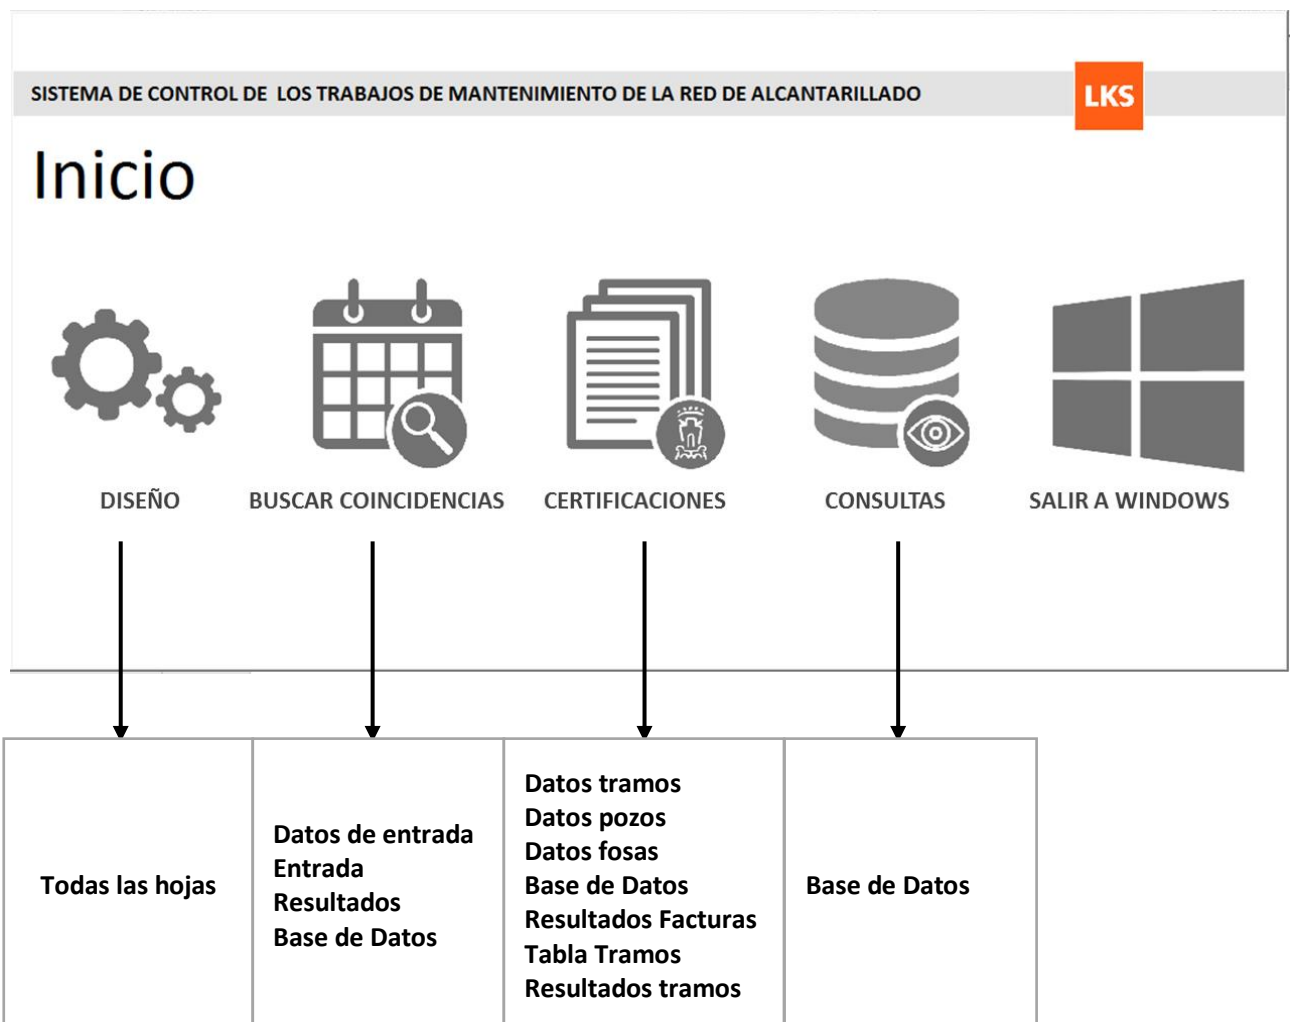 SISTEMA DE CONTROL DE LOS TRABAJOS DE MANTENIMIENTO DE LA RED DE ALCANTARILLADO
LKS
Inicio
DISEÑO
BUSCAR COINCIDENCIAS
CERTIFICACIONES
CONSULTAS
SALIR A WINDOWS
Todas las hojas
Datos de entrada
Entrada
Resultados
Base de Datos
Datos tramos
Datos pozos
Datos fosas
Base de Datos
Resultados Facturas
Tabla Tramos
Resultados tramos
Base de Datos